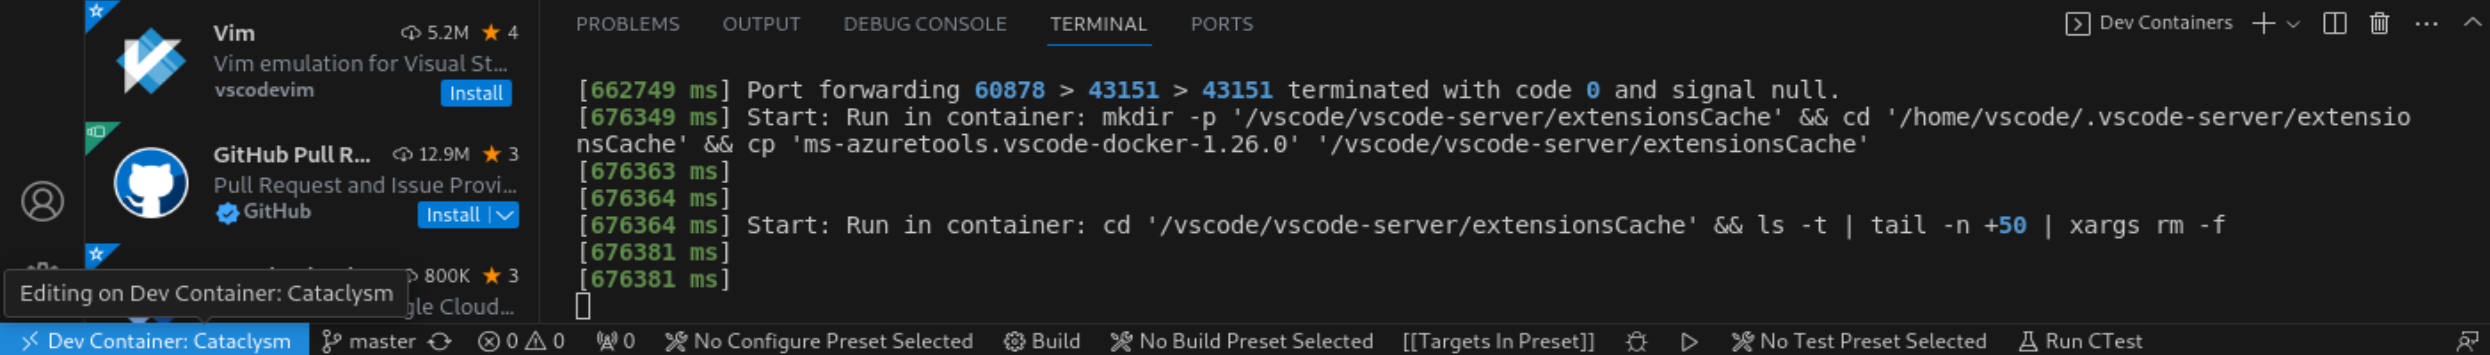 Vim 5.2M ★ 4
Vim emulation for Visual St...
vscodevim Install
GitHub Pull R... 12.9M ★ 3
Pull Request and Issue Provi...
GitHub Install
800K ★ 3
gle Cloud...
Editing on Dev Container: Cataclysm
PROBLEMS OUTPUT DEBUG CONSOLE TERMINAL PORTS Dev Containers
[662749 ms] Port forwarding 60878 > 43151 > 43151 terminated with code 0 and signal null.
[676349 ms] Start: Run in container: mkdir -p '/vscode/vscode-server/extensionsCache' && cd '/home/vscode/.vscode-server/extensio
nsCache' && cp 'ms-azuretools.vscode-docker-1.26.0' '/vscode/vscode-server/extensionsCache'
[676363 ms]
[676364 ms]
[676364 ms] Start: Run in container: cd '/vscode/vscode-server/extensionsCache' && ls -t | tail -n +50 | xargs rm -f
[676381 ms]
[676381 ms]
Dev Container: Cataclysm master 0 0 0 No Configure Preset Selected Build No Build Preset Selected [[Targets In Preset]] No Test Preset Selected Run CTest